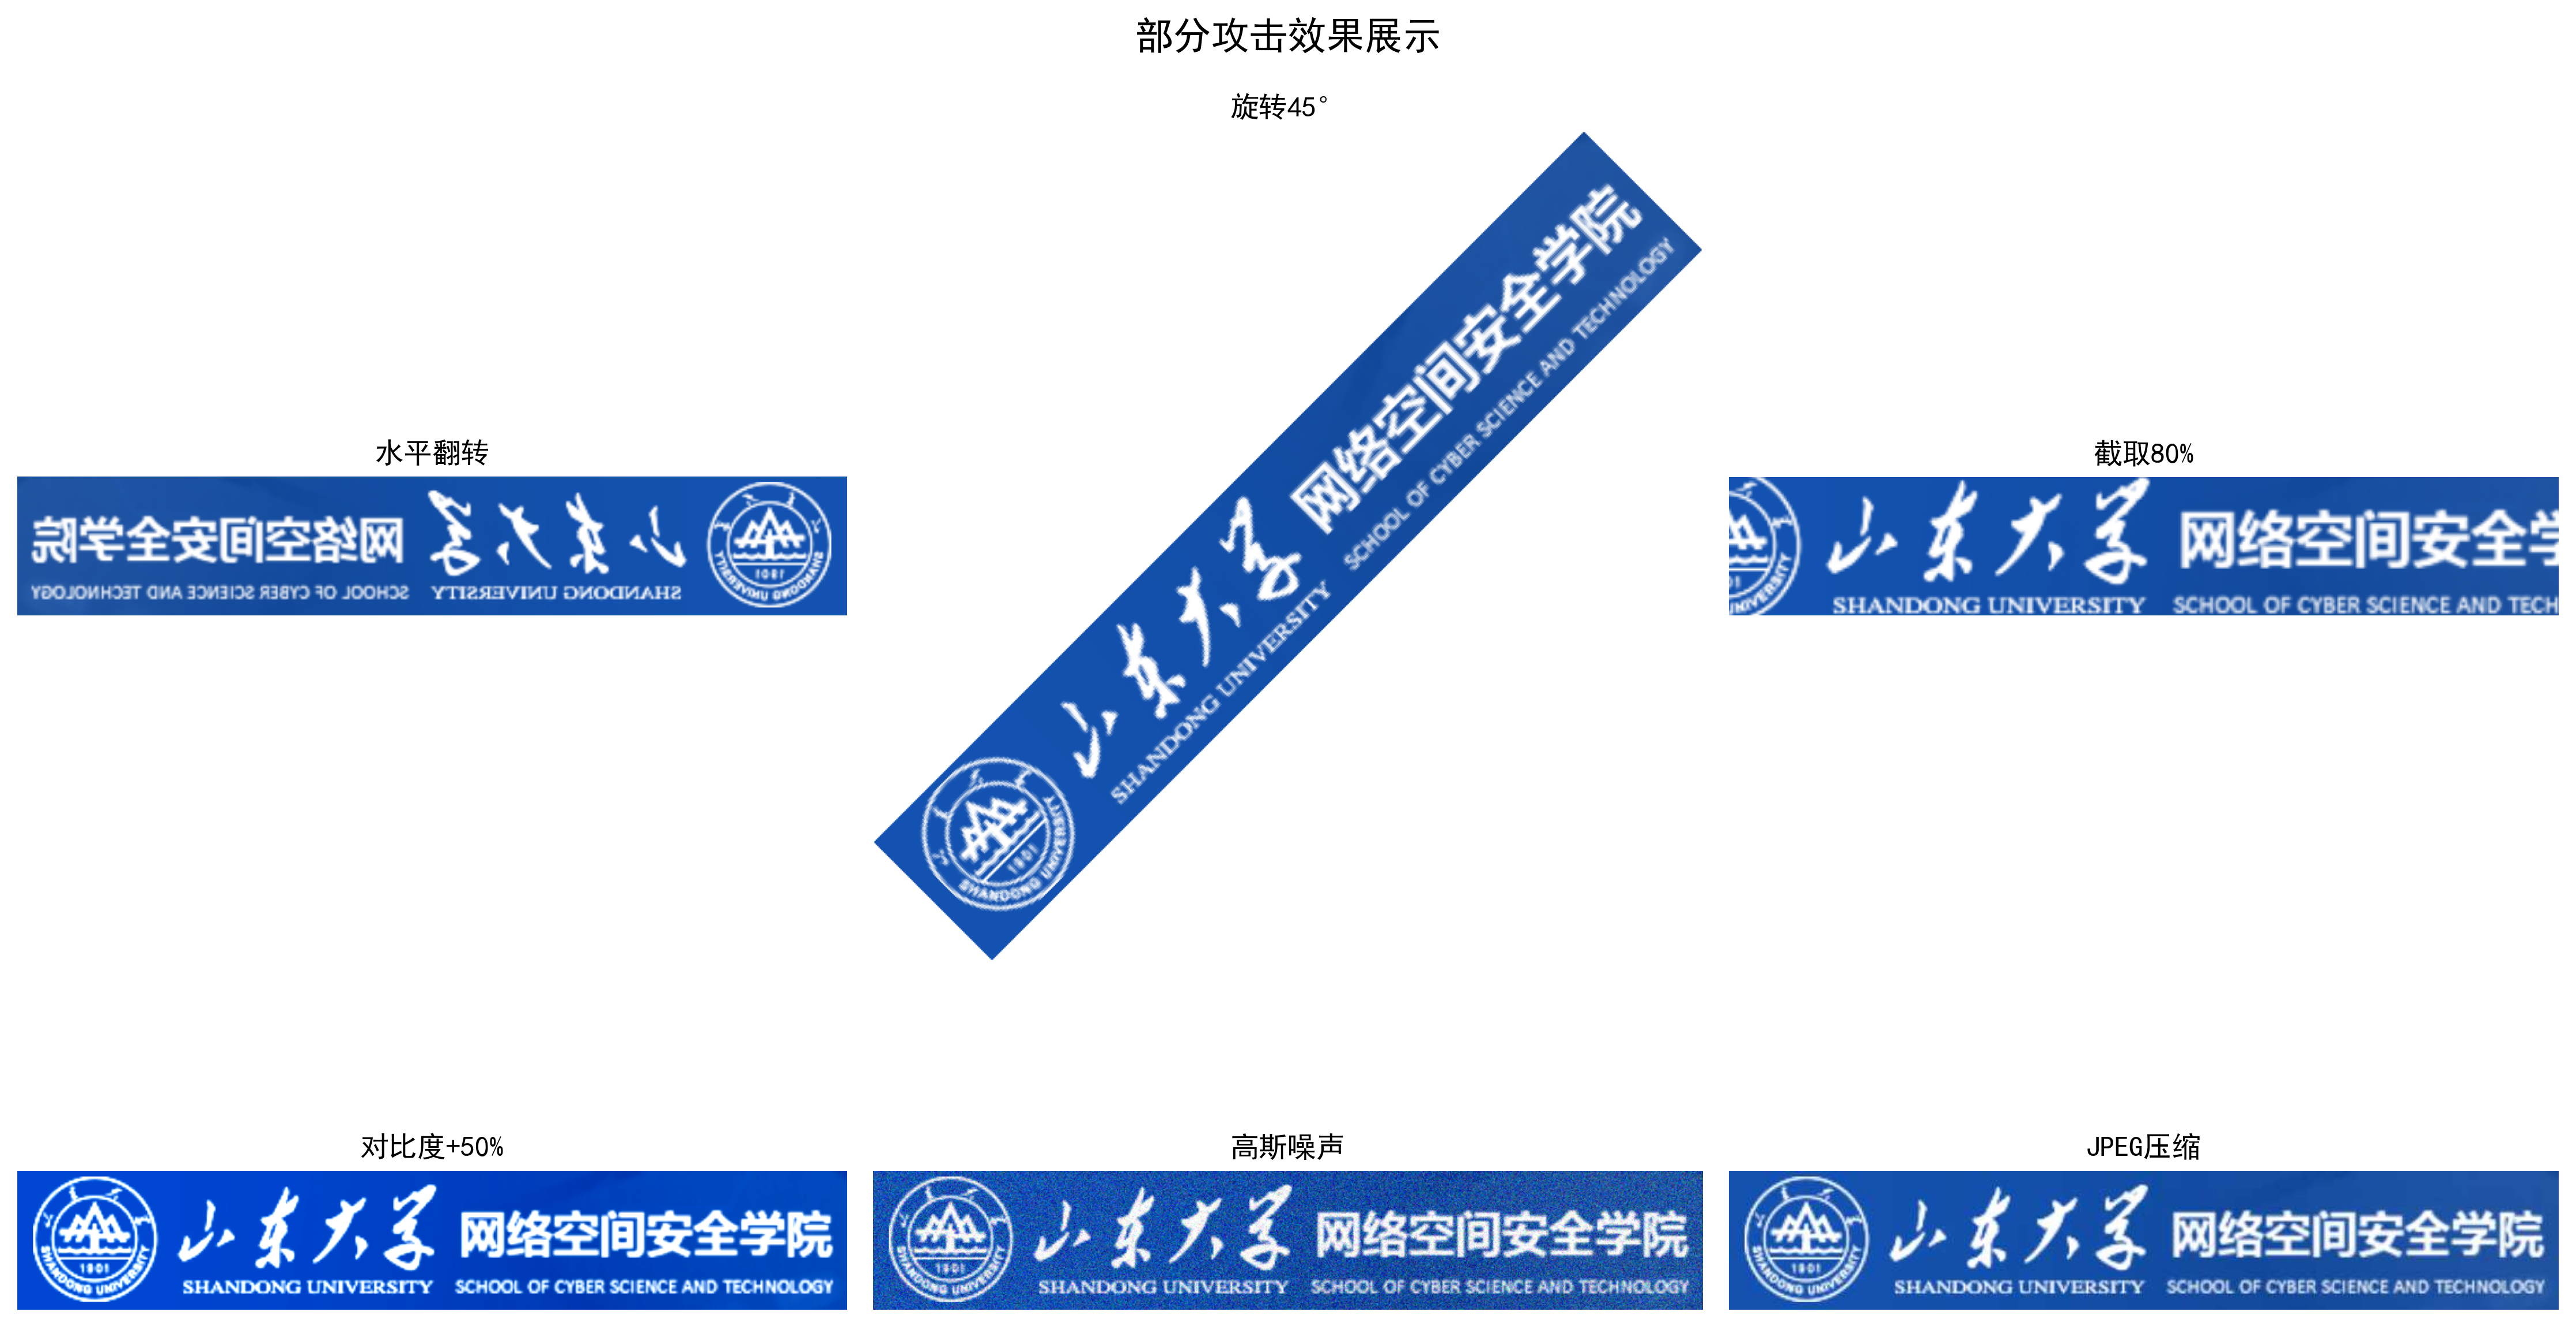 部分攻击效果展示
水平翻转
网络空间安全学院 山东大学
SCHOOL OF CYBER SCIENCE AND TECHNOLOGY SHANDONG UNIVERSITY
SHANDONG UNIVERSITY
1901
旋转45°
山东大学 网络空间安全学院
SHANDONG UNIVERSITY SCHOOL OF CYBER SCIENCE AND TECHNOLOGY
1901
SHANDONG UNIVERSITY
截取80%
山东大学 网络空间安全学
UNIVERSITY
SHANDONG UNIVERSITY SCHOOL OF CYBER SCIENCE AND TECH
对比度+50%
山东大学 网络空间安全学院
1901
SHANDONG UNIVERSITY
SHANDONG UNIVERSITY SCHOOL OF CYBER SCIENCE AND TECHNOLOGY
高斯噪声
山东大学 网络空间安全学院
1901
SHANDONG UNIVERSITY
SHANDONG UNIVERSITY SCHOOL OF CYBER SCIENCE AND TECHNOLOGY
JPEG压缩
山东大学 网络空间安全学院
1901
SHANDONG UNIVERSITY
SHANDONG UNIVERSITY SCHOOL OF CYBER SCIENCE AND TECHNOLOGY